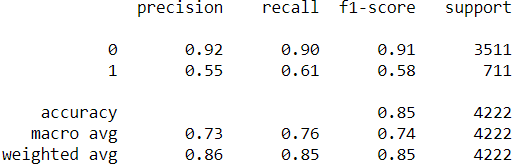 precision recall f1-score support
0 0.92 0.90 0.91 3511
1 0.55 0.61 0.58 711
accuracy 0.85 4222
macro avg 0.73 0.76 0.74 4222
weighted avg 0.86 0.85 0.85 4222